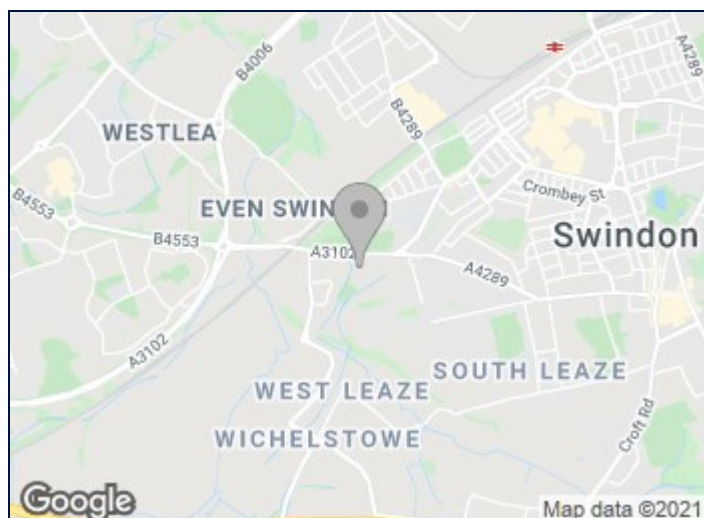 B4006
A4289
WESTLEA
B4289
Crombey St
B4553
EVEN SWIN
Swindon
B4553
A3102
A4289
A3102
SOUTH LEAZE
WEST LEAZE
WICHELSTOWE
Croft Rd
Google
Map data ©2021